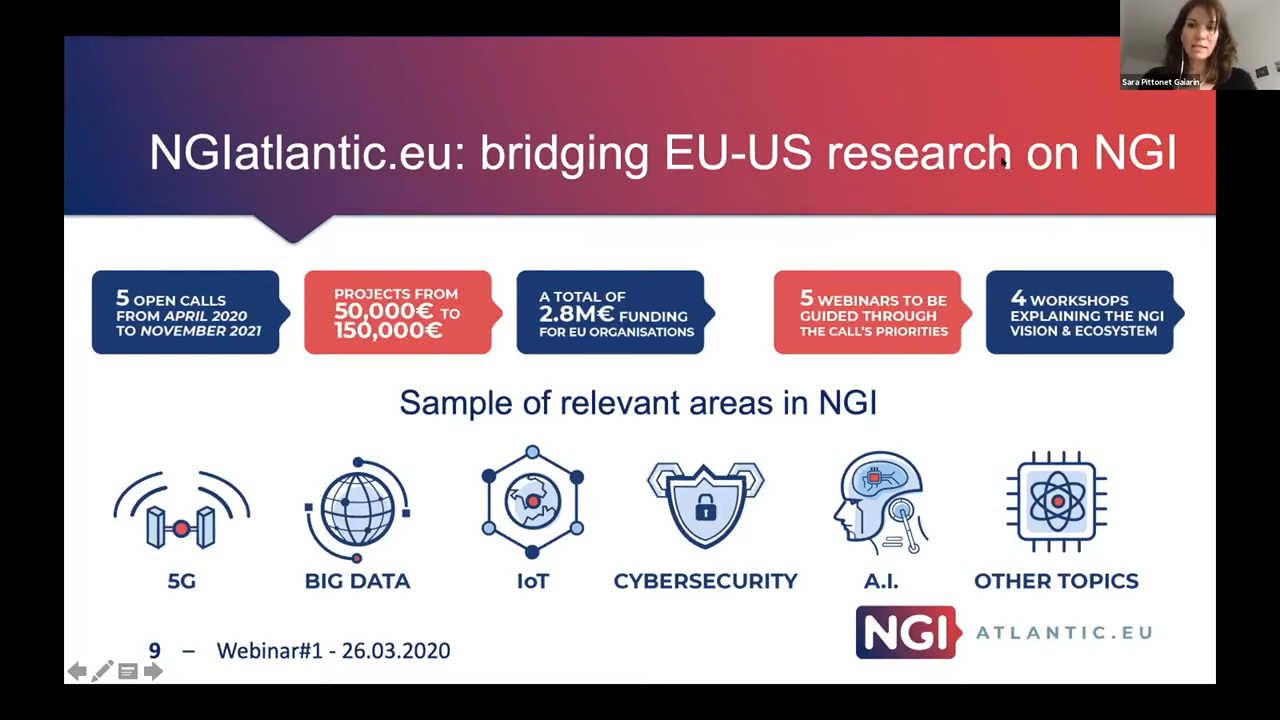 Sara Pittonet Gaiarin
NGIatlantic.eu: bridging EU-US research on NGI
5 OPEN CALLS
FROM APRIL 2020
TO NOVEMBER 2021
PROJECTS FROM
50,000€ TO
150,000€
A TOTAL OF
2.8M€ FUNDING
FOR EU ORGANISATIONS
5 WEBINARS TO BE
GUIDED THROUGH
THE CALL'S PRIORITIES
4 WORKSHOPS
EXPLAINING THE NGI
VISION & ECOSYSTEM
Sample of relevant areas in NGI
5G
BIG DATA
IoT
CYBERSECURITY
A.I.
OTHER TOPICS
NGI ATLANTIC.EU
9 – Webinar#1 - 26.03.2020